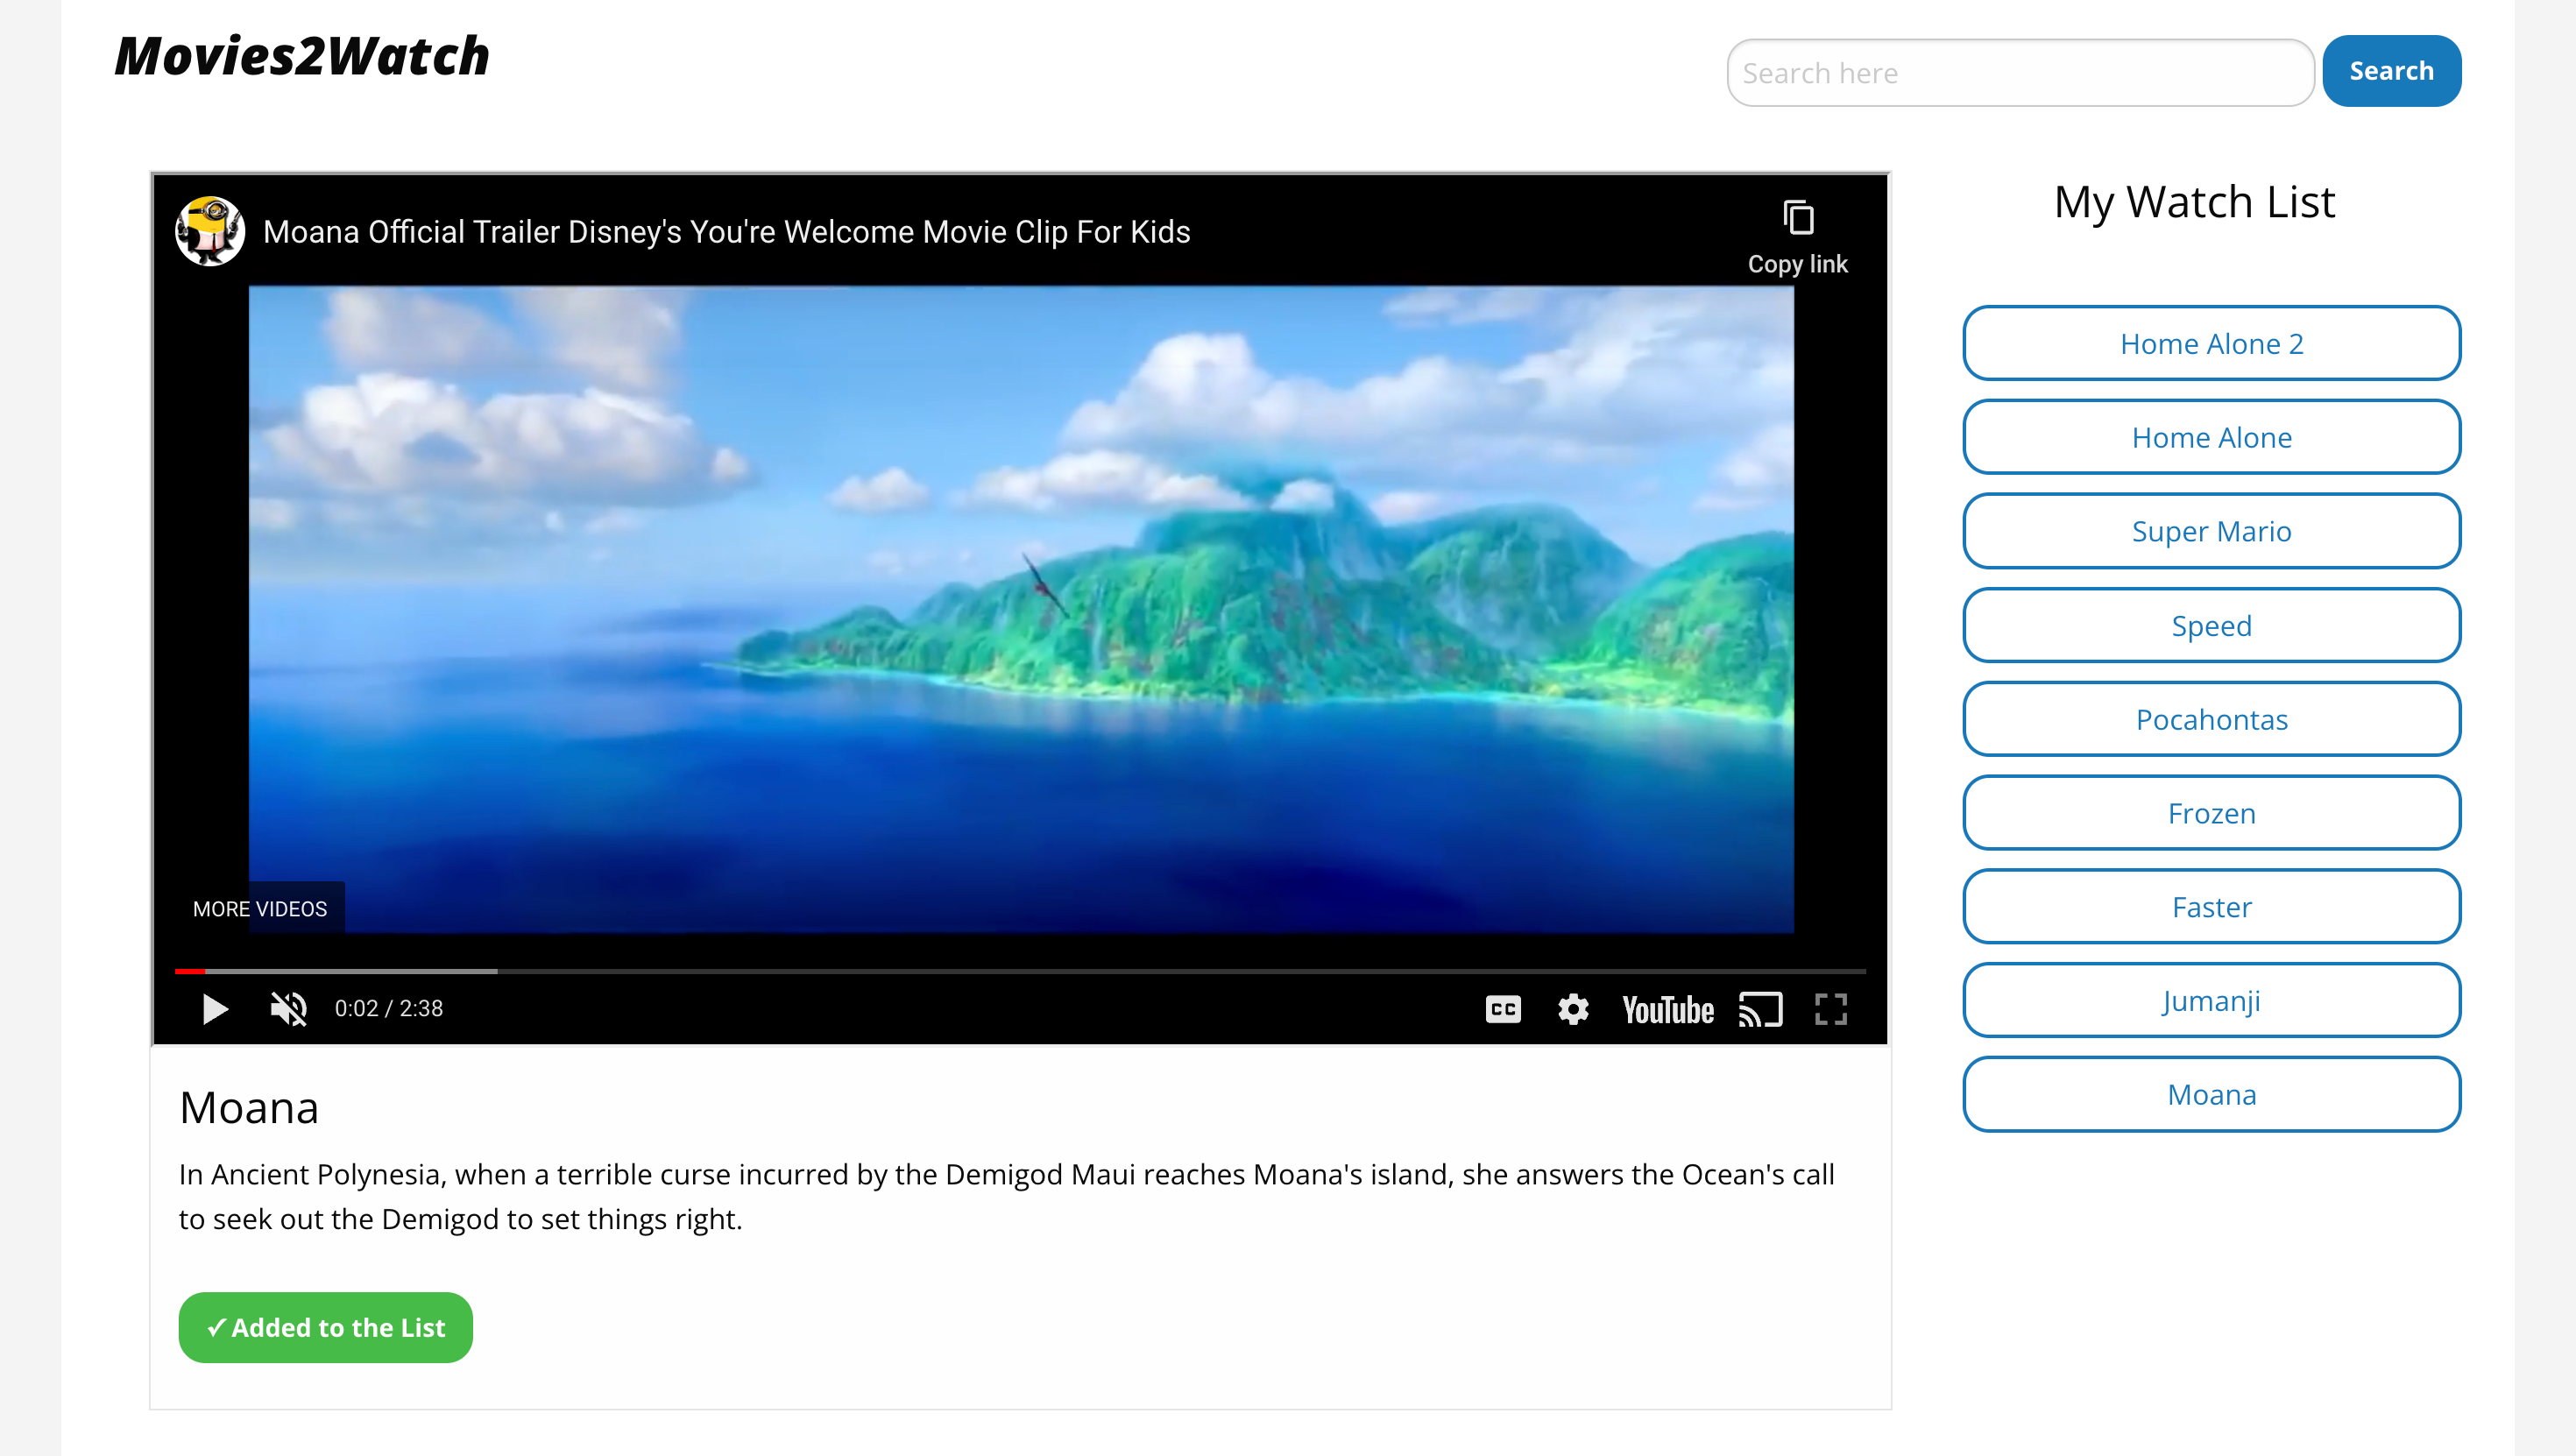 Movies2Watch
Search here
Search
Moana Official Trailer Disney's You're Welcome Movie Clip For Kids
Copy link
MORE VIDEOS
0:02 / 2:38
CC
YouTube
Moana
In Ancient Polynesia, when a terrible curse incurred by the Demigod Maui reaches Moana's island, she answers the Ocean's call
to seek out the Demigod to set things right.
✓ Added to the List
My Watch List
Home Alone 2
Home Alone
Super Mario
Speed
Pocahontas
Frozen
Faster
Jumanji
Moana